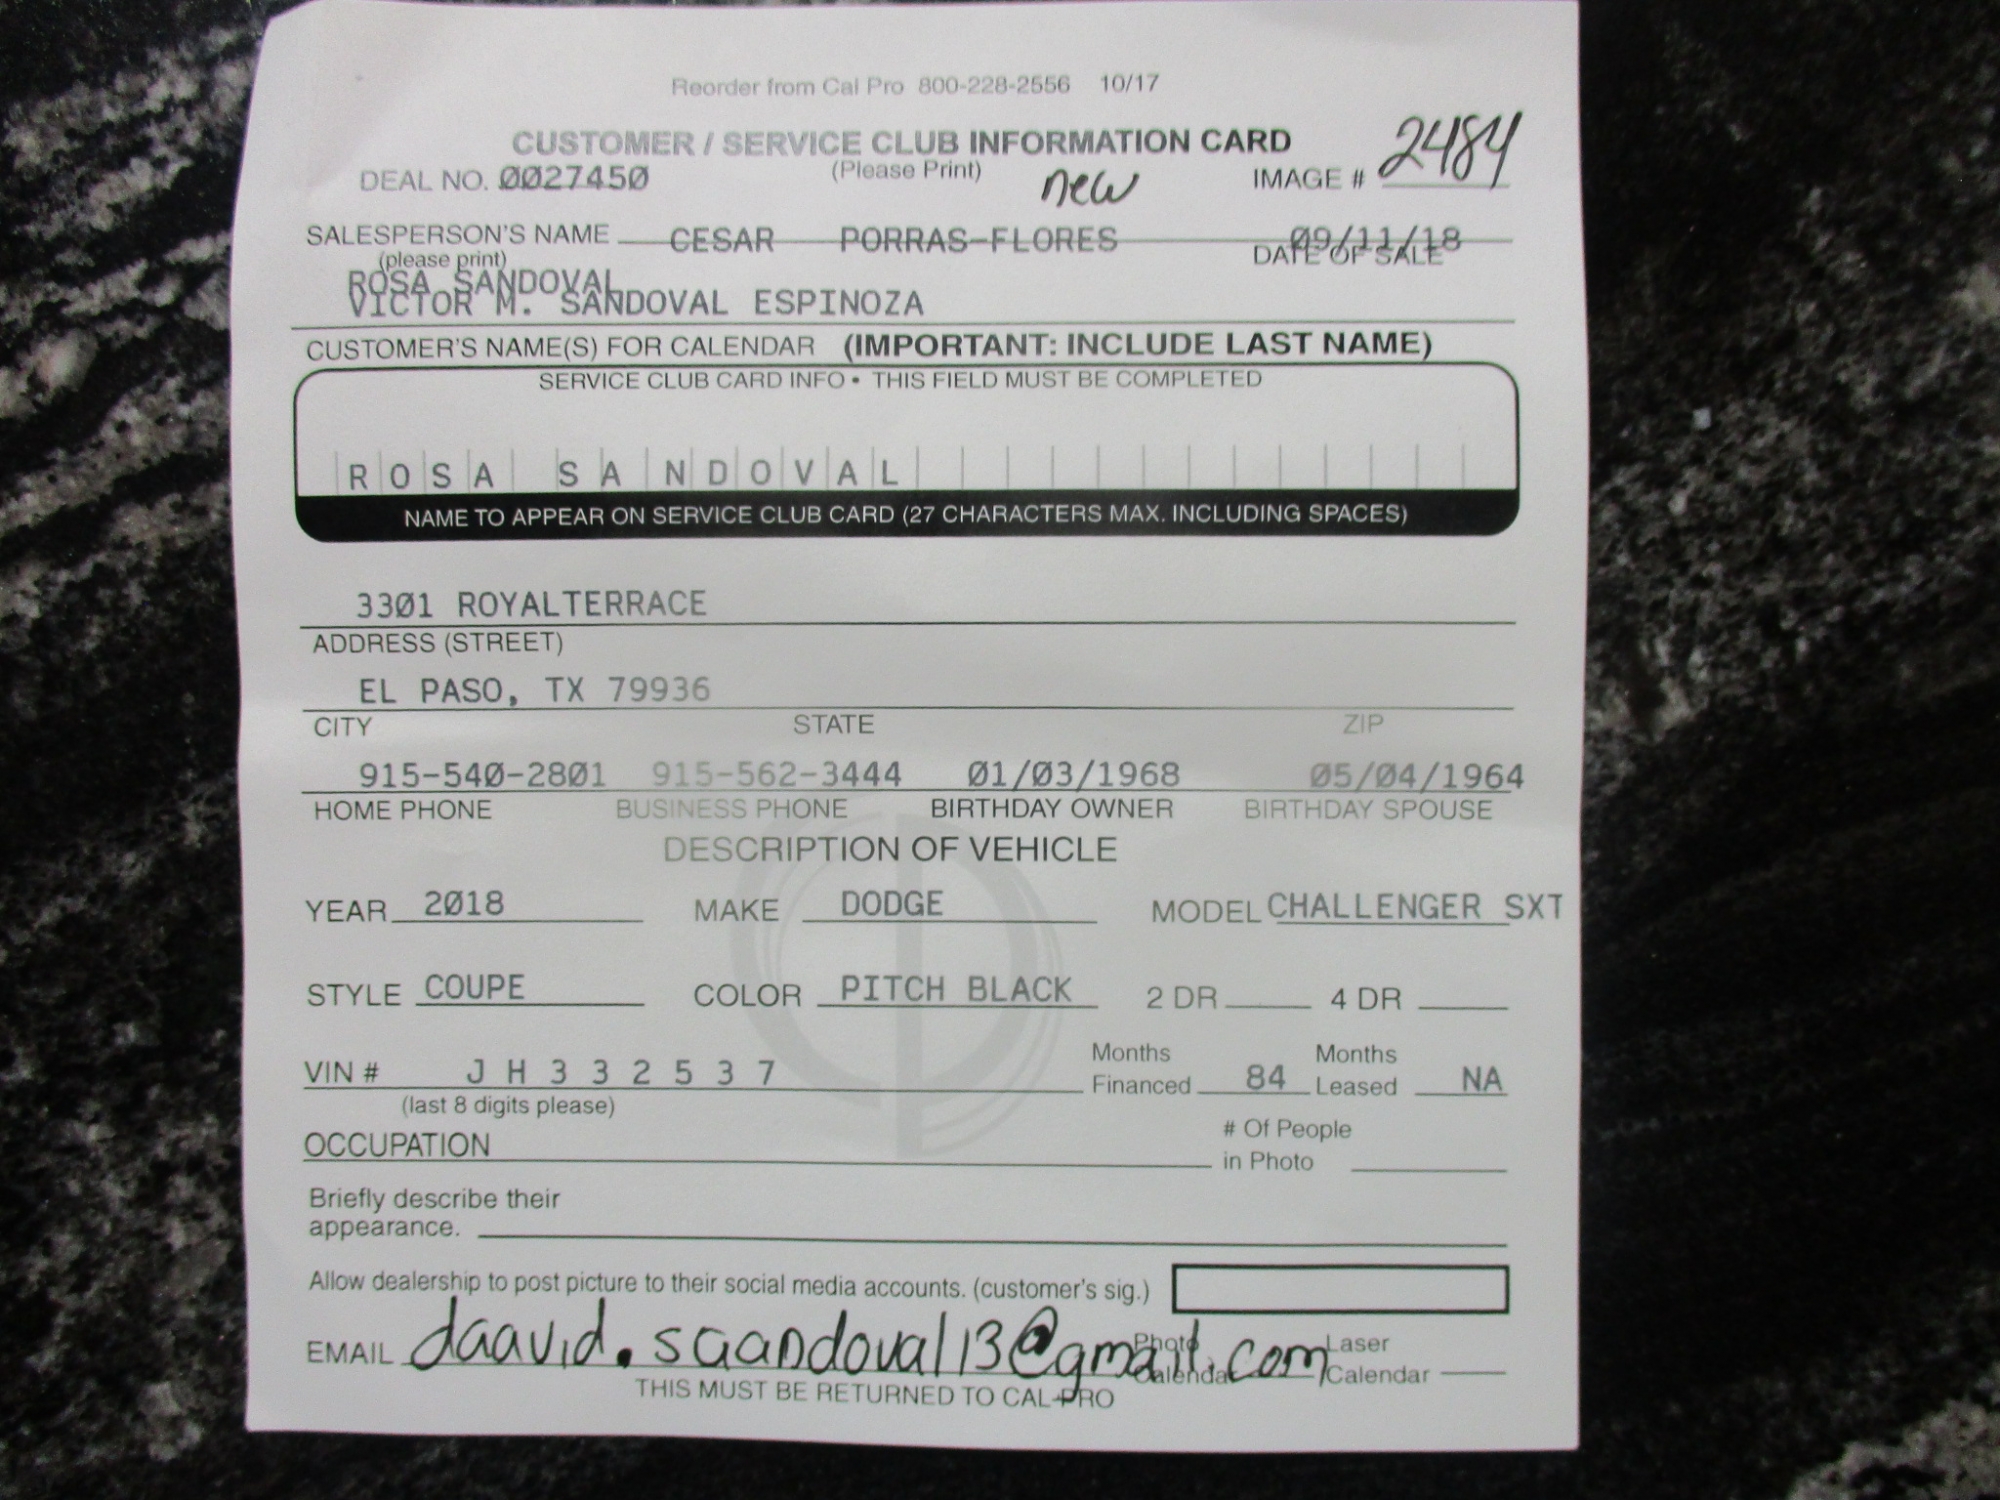 Reorder from Cal Pro 800-228-2556 10/17
CUSTOMER / SERVICE CLUB INFORMATION CARD
(Please Print)
DEAL NO. 0027450 new IMAGE # 2484
SALESPERSON'S NAME CESAR PORRAS-FLORES 09/11/18
(please print) DATE OF SALE
ROSA SANDOVAL
VICTOR M. SANDOVAL ESPINOZA
CUSTOMER'S NAME(S) FOR CALENDAR (IMPORTANT: INCLUDE LAST NAME)
SERVICE CLUB CARD INFO • THIS FIELD MUST BE COMPLETED
ROSA SANDOVAL
NAME TO APPEAR ON SERVICE CLUB CARD (27 CHARACTERS MAX. INCLUDING SPACES)
3301 ROYALTERRACE
ADDRESS (STREET)
EL PASO, TX 79936
CITY STATE ZIP
915-540-2801 915-562-3444 01/03/1968 05/04/1964
HOME PHONE BUSINESS PHONE BIRTHDAY OWNER BIRTHDAY SPOUSE
DESCRIPTION OF VEHICLE
YEAR 2018 MAKE DODGE MODEL CHALLENGER SXT
STYLE COUPE COLOR PITCH BLACK 2 DR 4 DR
VIN # JH332537 Months Financed 84 Months Leased NA
(last 8 digits please)
OCCUPATION # Of People in Photo
Briefly describe their
appearance.
Allow dealership to post picture to their social media accounts. (customer's sig.)
EMAIL daavid.saandoval13@gmail.com Photo Calendar Laser Calendar
THIS MUST BE RETURNED TO CAL-PRO